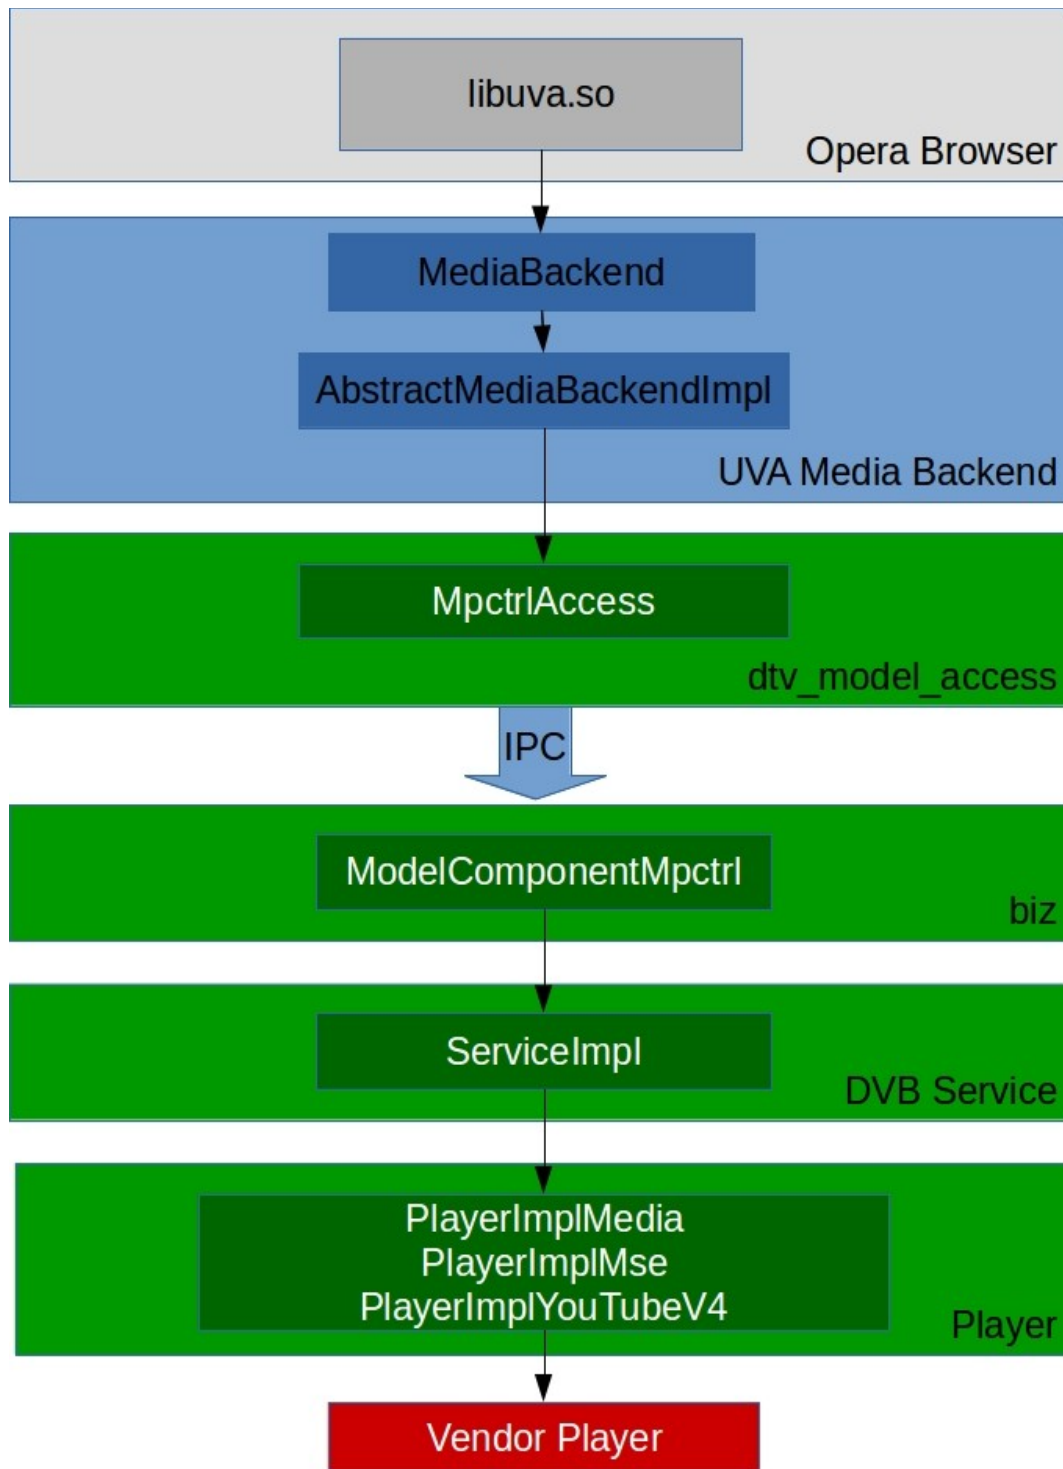 libuva.so
Opera Browser
MediaBackend
AbstractMediaBackendImpl
UVA Media Backend
MpctrlAccess
dtv_model_access
IPC
ModelComponentMpctrl
biz
ServiceImpl
DVB Service
PlayerImplMedia
PlayerImplMse
PlayerImplYouTubeV4
Player
Vendor Player